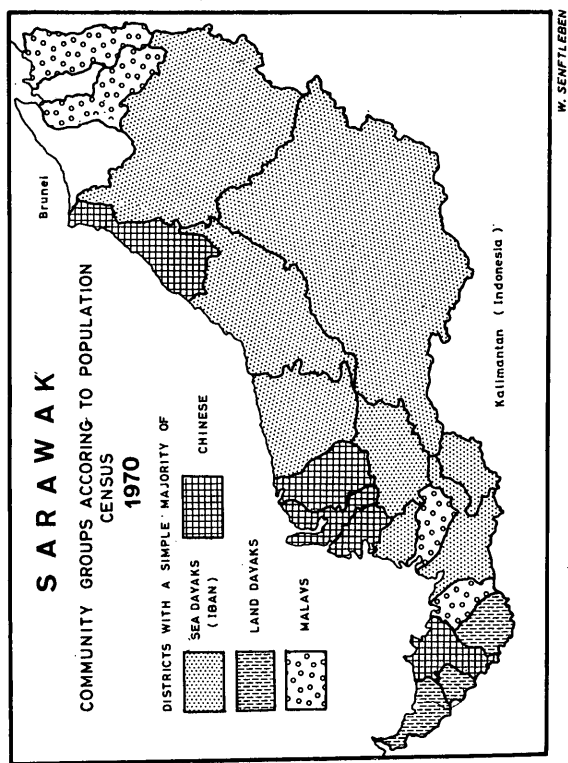 SARAWAK
COMMUNITY GROUPS ACCORING TO POPULATION
CENSUS
1970
DISTRICTS WITH A SIMPLE MAJORITY OF
SEA DAYAKS
( IBAN )
CHINESE
LAND DAYAKS
MALAYS
Brunei
Kalimantan ( Indonesia )
W. SENFTLEBEN